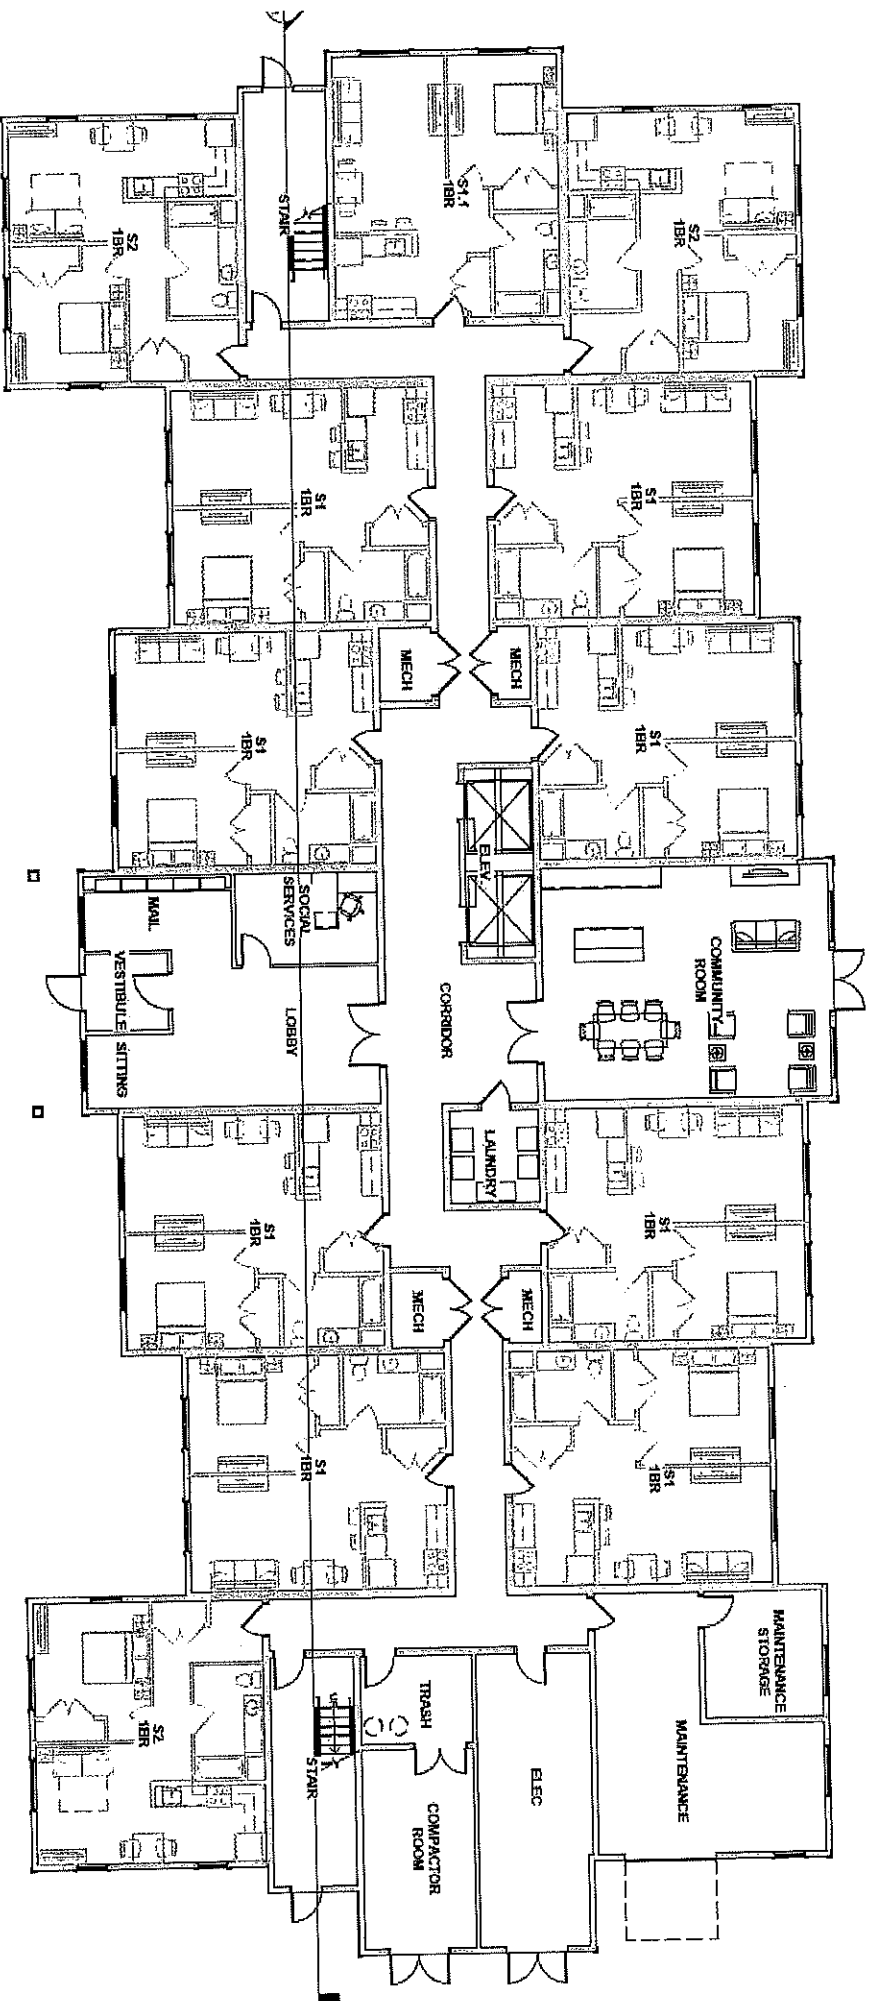 STAIR
S1.1
1BR
S2
1BR
S2
1BR
S1
1BR
S1
1BR
MECH
MECH
S1
1BR
S1
1BR
ELEV.
MAIL
SOCIAL
SERVICES
VESTIBULE
SITTING
LOBBY
CORRIDOR
COMMUNITY
ROOM
LAUNDRY
S1
1BR
S1
1BR
MECH
MECH
S1
1BR
S1
1BR
S2
1BR
UP
STAIR
TRASH
COMPACTOR
ROOM
ELEC
MAINTENANCE
MAINTENANCE
STORAGE